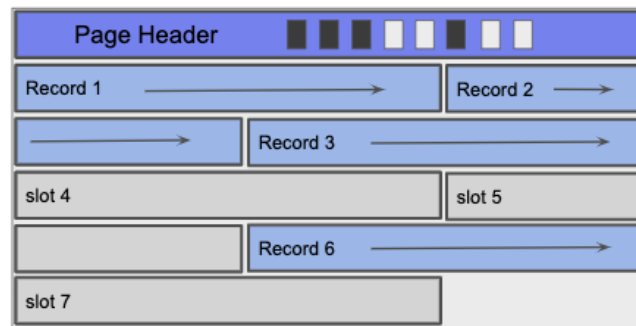 Page Header
Record 1 Record 2
Record 3
slot 4 slot 5
Record 6
slot 7